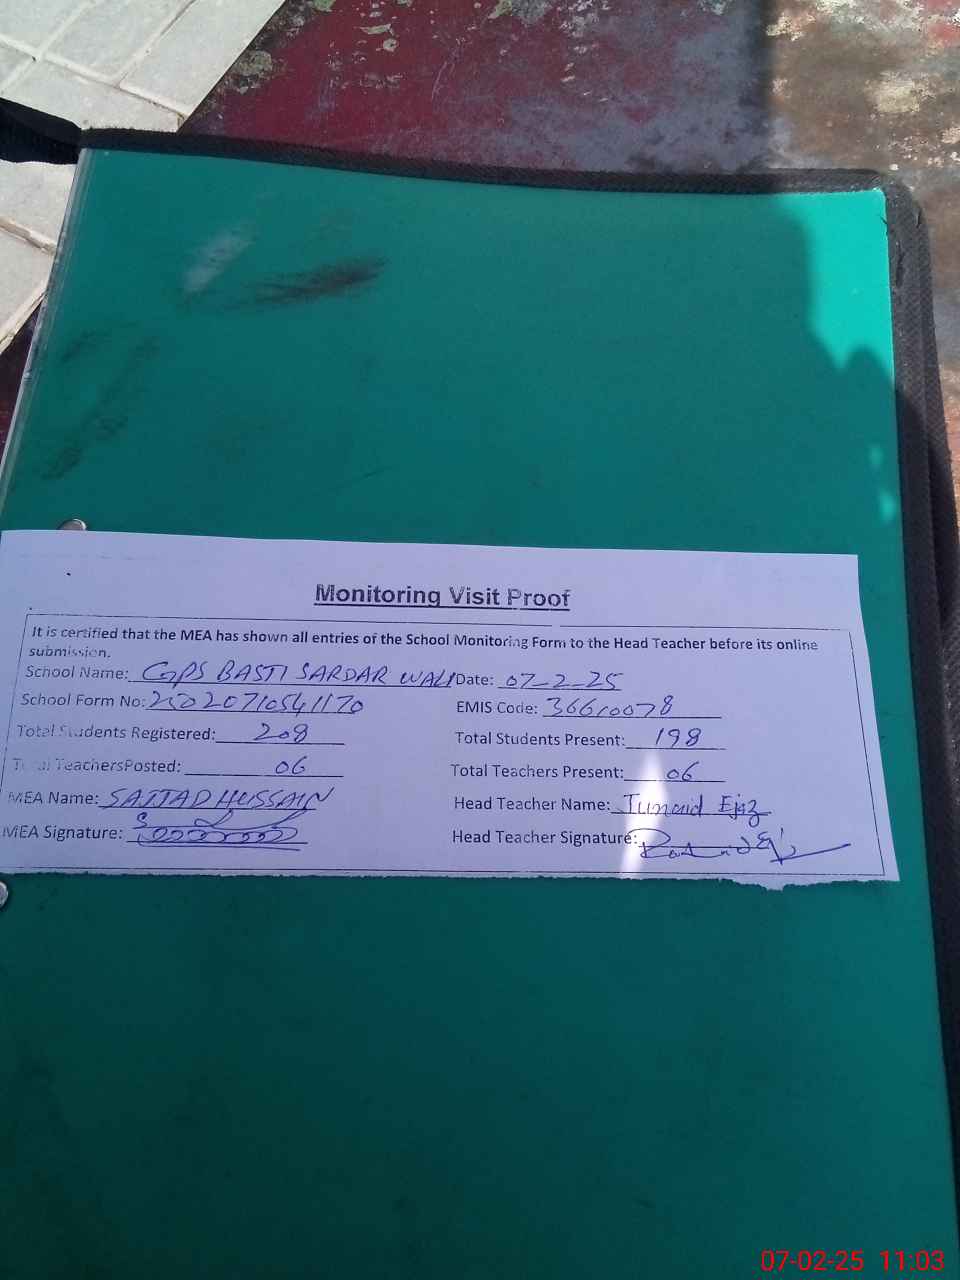 Monitoring Visit Proof
It is certified that the MEA has shown all entries of the School Monitoring Form to the Head Teacher before its online
submission.
School Name: GPS BASTI SARDAR WALI Date: 07-2-25
School Form No: EMIS Code: 36610078
Total Students Registered: 208 Total Students Present: 198
Total TeachersPosted: 06 Total Teachers Present: 06
MEA Name: SAJJAD HUSSAIN Head Teacher Name: Junaid Ejaz
MEA Signature: Head Teacher Signature:
07-02-25 11:03